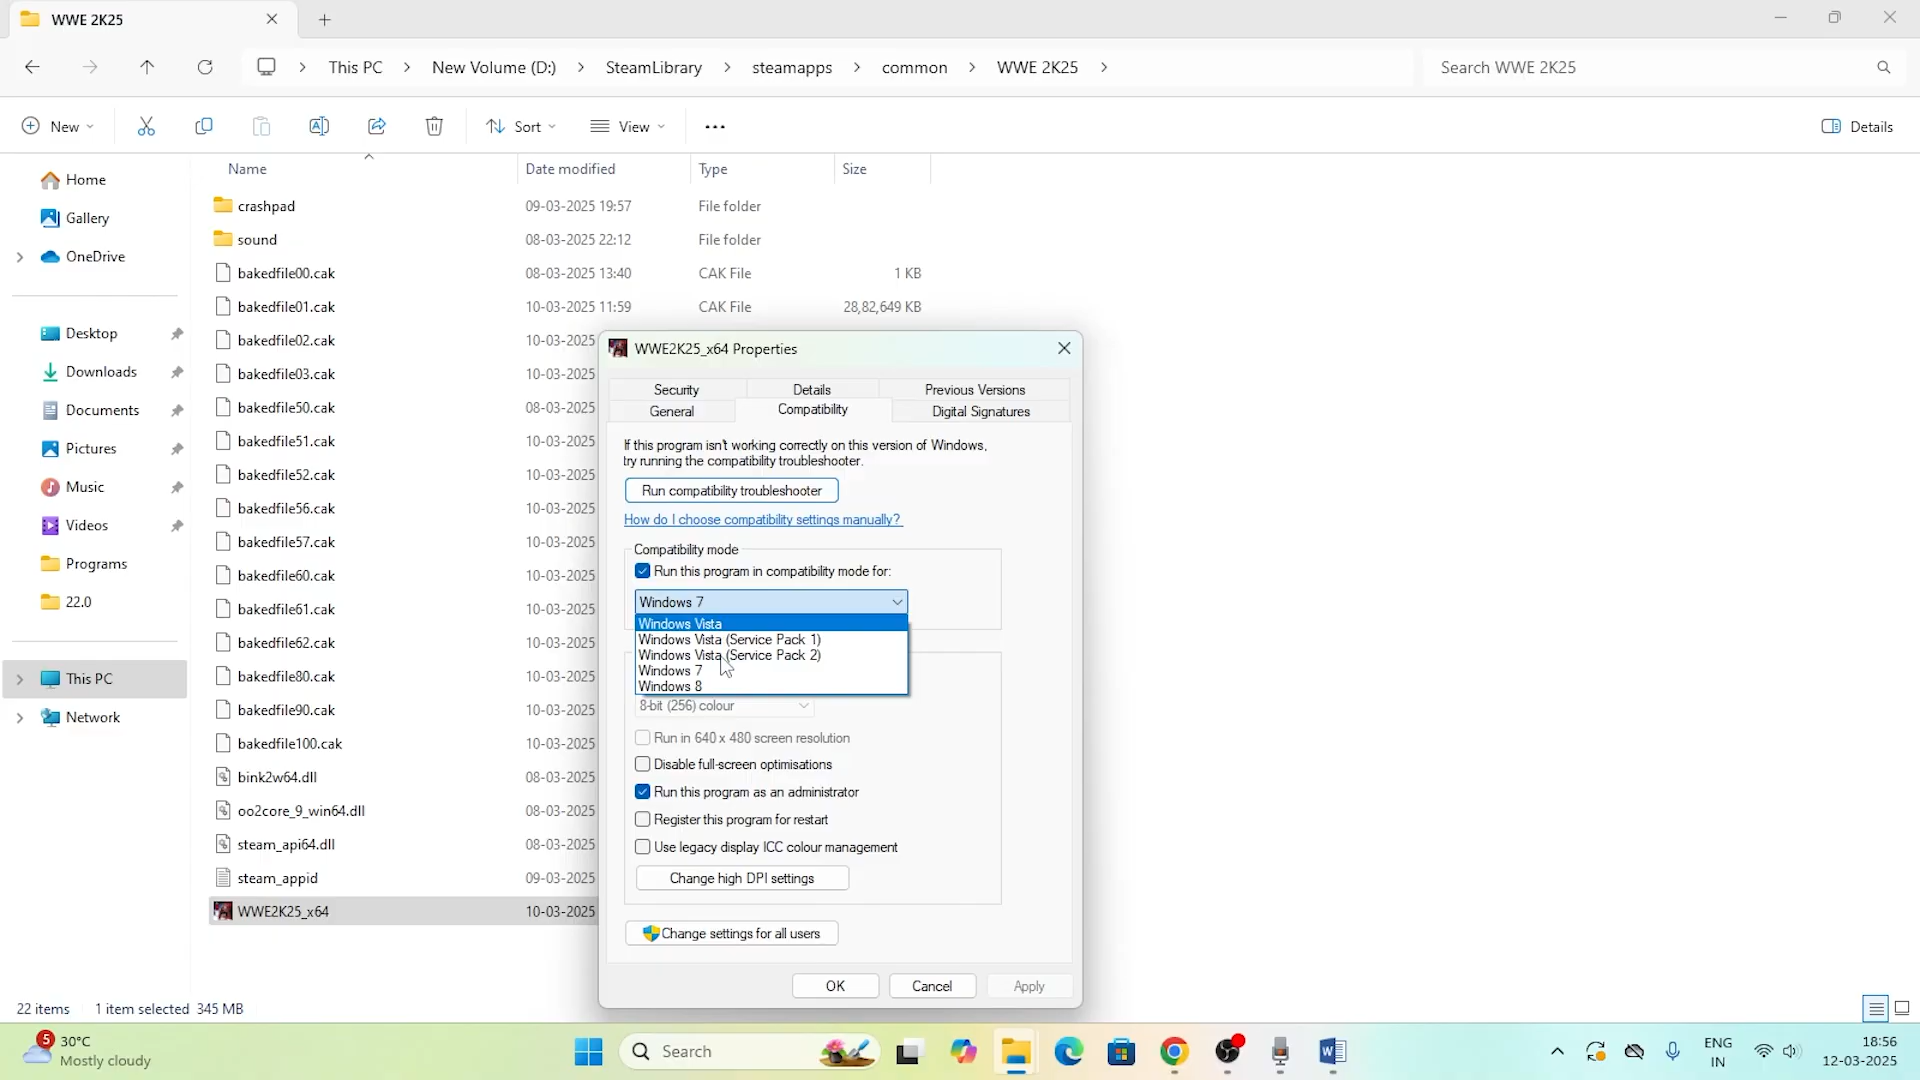 WWE 2K25
This PC
New Volume (D:)
SteamLibrary
steamapps
common
WWE 2K25
Search WWE 2K25
New
Sort
View
Details
Name
Date modified
Type
Size
Home
Gallery
OneDrive
Desktop
Downloads
Documents
Pictures
Music
Videos
Programs
22.0
This PC
Network
crashpad 09-03-2025 19:57 File folder
sound 08-03-2025 22:12 File folder
bakedfile00.cak 08-03-2025 13:40 CAK File 1 KB
bakedfile01.cak 10-03-2025 11:59 CAK File 28,82,649 KB
bakedfile02.cak 10-03-2025
bakedfile03.cak 10-03-2025
bakedfile50.cak 08-03-2025
bakedfile51.cak 10-03-2025
bakedfile52.cak 10-03-2025
bakedfile56.cak 10-03-2025
bakedfile57.cak 10-03-2025
bakedfile60.cak 10-03-2025
bakedfile61.cak 10-03-2025
bakedfile62.cak 10-03-2025
bakedfile80.cak 10-03-2025
bakedfile90.cak 10-03-2025
bakedfile100.cak 10-03-2025
bink2w64.dll 08-03-2025
oo2core_9_win64.dll 08-03-2025
steam_api64.dll 08-03-2025
steam_appid 09-03-2025
WWE2K25_x64 10-03-2025
WWE2K25_x64 Properties
Security
Details
Previous Versions
General
Compatibility
Digital Signatures
If this program isn't working correctly on this version of Windows,
try running the compatibility troubleshooter.
Run compatibility troubleshooter
How do I choose compatibility settings manually?
Compatibility mode
Run this program in compatibility mode for:
Windows 7
Windows Vista
Windows Vista (Service Pack 1)
Windows Vista (Service Pack 2)
Windows 7
Windows 8
8-bit (256) colour
Run in 640 x 480 screen resolution
Disable full-screen optimisations
Run this program as an administrator
Register this program for restart
Use legacy display ICC colour management
Change high DPI settings
Change settings for all users
OK
Cancel
Apply
22 items
1 item selected 345 MB
5
30°C
Mostly cloudy
Search
ENG
IN
18:56
12-03-2025